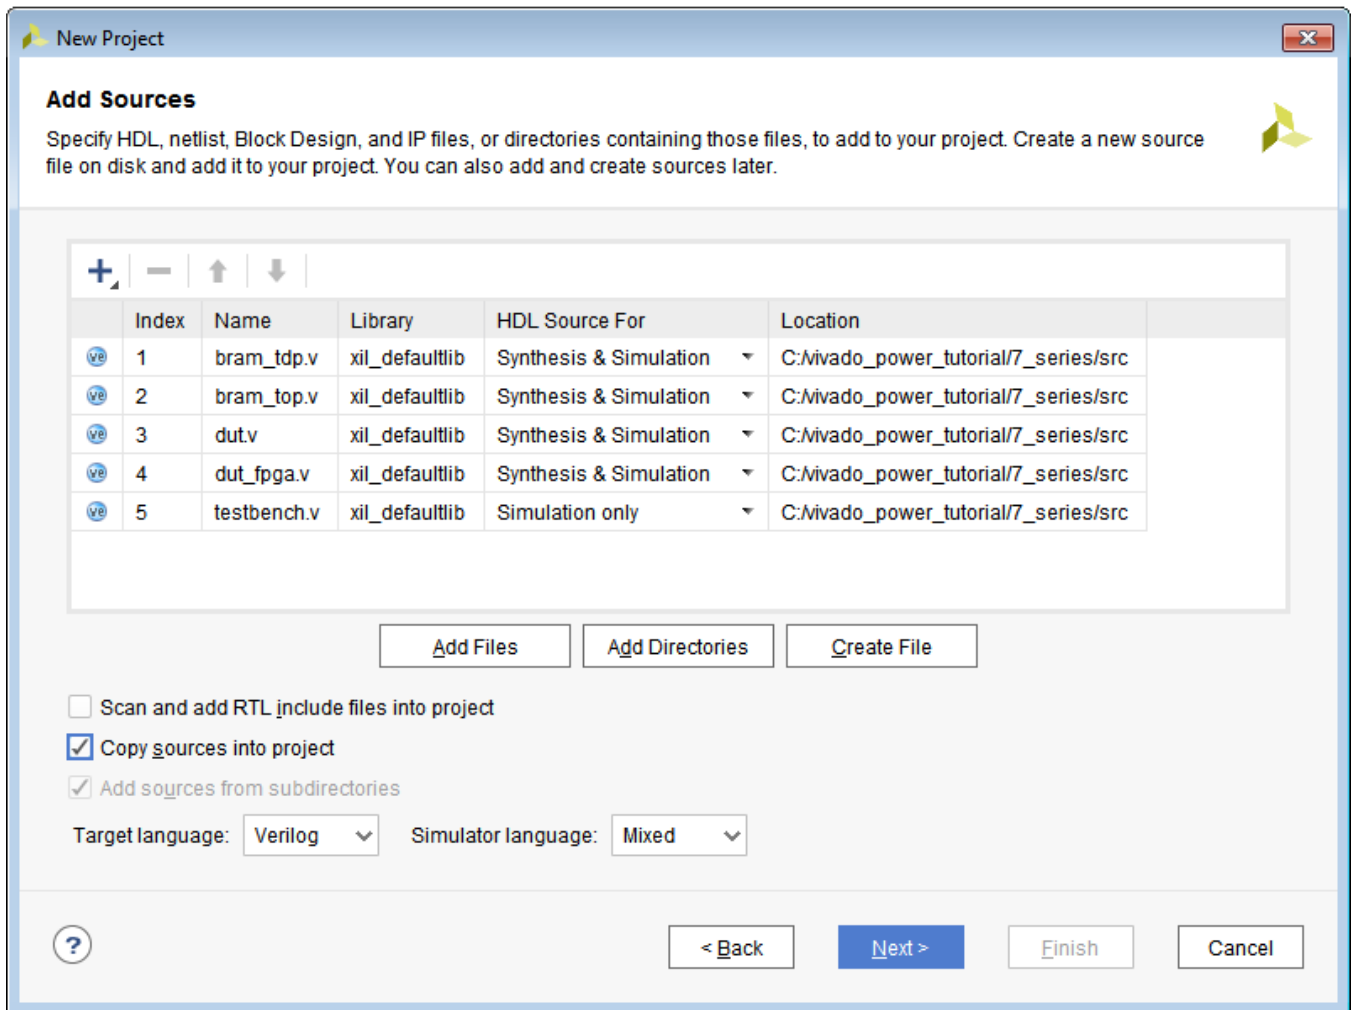 New Project
Add Sources
Specify HDL, netlist, Block Design, and IP files, or directories containing those files, to add to your project. Create a new source
file on disk and add it to your project. You can also add and create sources later.
Index Name Library HDL Source For Location
1 bram_tdp.v xil_defaultlib Synthesis & Simulation C:/vivado_power_tutorial/7_series/src
2 bram_top.v xil_defaultlib Synthesis & Simulation C:/vivado_power_tutorial/7_series/src
3 dut.v xil_defaultlib Synthesis & Simulation C:/vivado_power_tutorial/7_series/src
4 dut_fpga.v xil_defaultlib Synthesis & Simulation C:/vivado_power_tutorial/7_series/src
5 testbench.v xil_defaultlib Simulation only C:/vivado_power_tutorial/7_series/src
Add Files Add Directories Create File
Scan and add RTL include files into project
Copy sources into project
Add sources from subdirectories
Target language: Verilog Simulator language: Mixed
? < Back Next > Finish Cancel